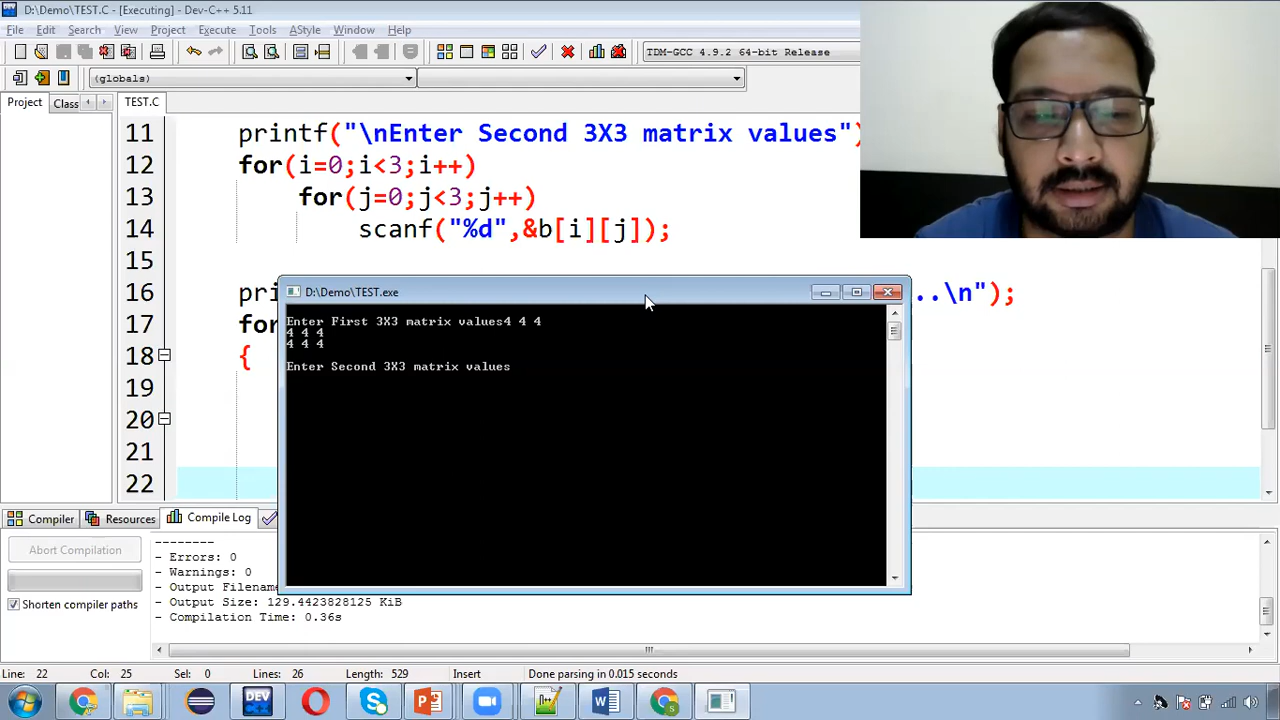 D:\Demo\TEST.C - [Executing] - Dev-C++ 5.11
File Edit Search View Project Execute Tools AStyle Window Help
TDM-GCC 4.9.2 64-bit Release
(globals)
Project Class TEST.C
11 printf("\nEnter Second 3X3 matrix values")
12 for(i=0;i<3;i++)
13 for(j=0;j<3;j++)
14 scanf("%d",&b[i][j]);
15
16 pri ..\n");
17 for
18 {
19
20
21
22
D:\Demo\TEST.exe
Enter First 3X3 matrix values4 4 4
4 4 4
4 4 4
Enter Second 3X3 matrix values
Compiler Resources Compile Log
Abort Compilation
Shorten compiler paths
--------
- Errors: 0
- Warnings: 0
- Output Filenam
- Output Size: 129.4423828125 KiB
- Compilation Time: 0.36s
Line: 22 Col: 25 Sel: 0 Lines: 26 Length: 529 Insert Done parsing in 0.015 seconds
DEV